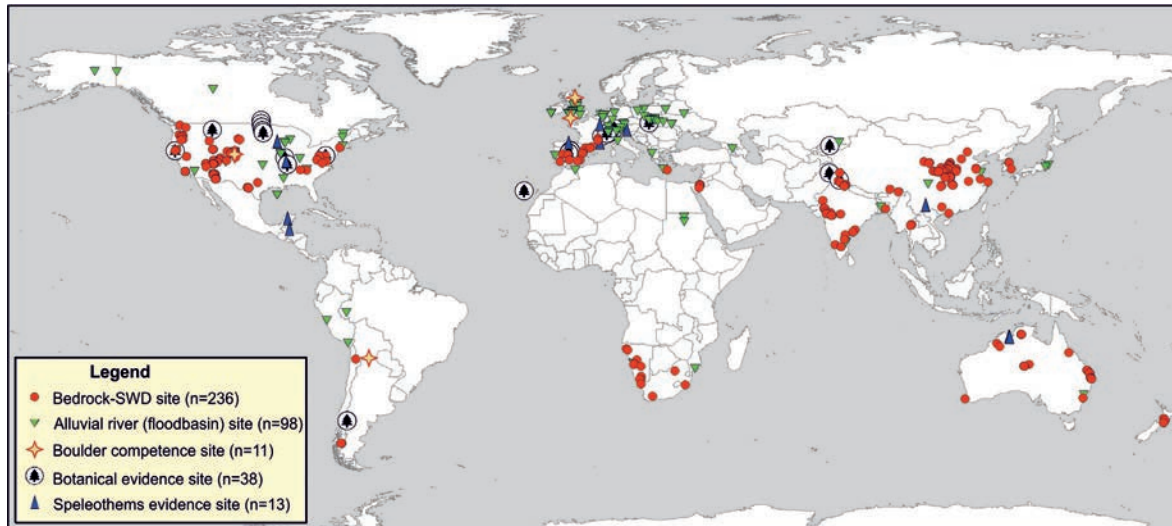 Legend
Bedrock-SWD site (n=236)
Alluvial river (floodbasin) site (n=98)
Boulder competence site (n=11)
Botanical evidence site (n=38)
Speleothems evidence site (n=13)